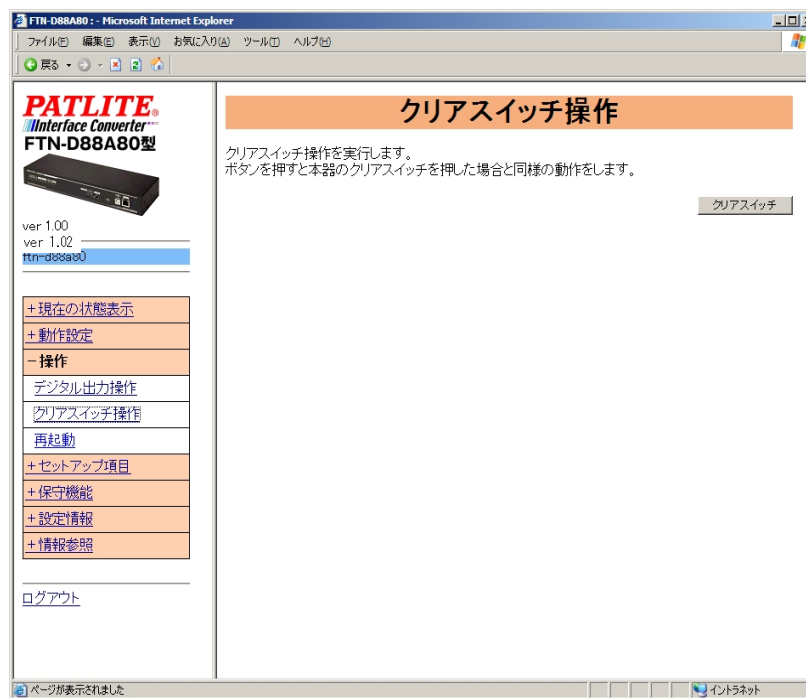 FTN-D88A80 : - Microsoft Internet Explorer
ファイル(F) 編集(E) 表示(V) お気に入り(A) ツール(T) ヘルプ(H)
戻る
PATLITE®
Interface Converter
FTN-D88A80型
ver 1.00
ver 1.02
ftn-d88a80
+現在の状態表示
+動作設定
-操作
デジタル出力操作
クリアスイッチ操作
再起動
+セットアップ項目
+保守機能
+設定情報
+情報参照
ログアウト
クリアスイッチ操作
クリアスイッチ操作を実行します。
ボタンを押すと本器のクリアスイッチを押した場合と同様の動作をします。
クリアスイッチ
ページが表示されました
イントラネット